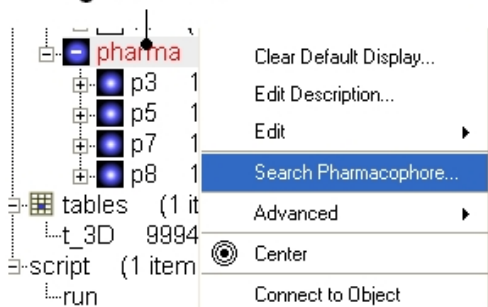 pharma
p3 1
p5 1
p7 1
p8 1
tables (1 it
t_3D 9994
script (1 item
run
Clear Default Display...
Edit Description...
Edit
Search Pharmacophore...
Advanced
Center
Connect to Object